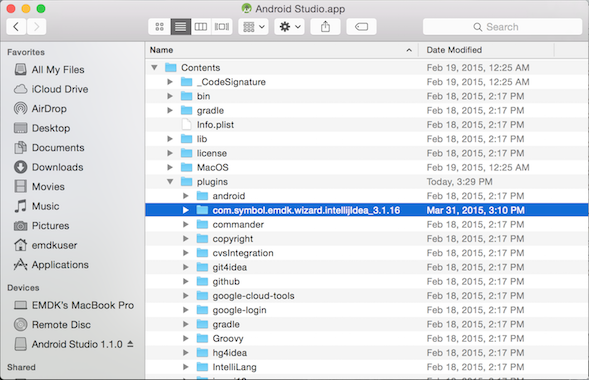 Android Studio.app
Search
Favorites
All My Files
iCloud Drive
AirDrop
Desktop
Documents
Downloads
Movies
Music
Pictures
emdkuser
Applications
Devices
EMDK's MacBook Pro
Remote Disc
Android Studio 1.1.0
Shared
Name Date Modified
Contents Feb 19, 2015, 12:25 AM
_CodeSignature Feb 19, 2015, 12:25 AM
bin Feb 18, 2015, 2:17 PM
gradle Feb 18, 2015, 2:17 PM
Info.plist Feb 18, 2015, 2:17 PM
lib Feb 18, 2015, 2:17 PM
license Feb 18, 2015, 2:17 PM
MacOS Feb 19, 2015, 12:25 AM
plugins Today, 3:29 PM
android Feb 18, 2015, 2:17 PM
com.symbol.emdk.wizard.intellijIdea_3.1.16 Mar 31, 2015, 3:10 PM
commander Feb 18, 2015, 2:17 PM
copyright Feb 18, 2015, 2:17 PM
cvsIntegration Feb 18, 2015, 2:17 PM
git4idea Feb 18, 2015, 2:17 PM
github Feb 18, 2015, 2:17 PM
google-cloud-tools Feb 18, 2015, 2:17 PM
google-login Feb 18, 2015, 2:17 PM
gradle Feb 18, 2015, 2:17 PM
Groovy Feb 18, 2015, 2:17 PM
hg4idea Feb 18, 2015, 2:17 PM
IntelliLang Feb 18, 2015, 2:17 PM